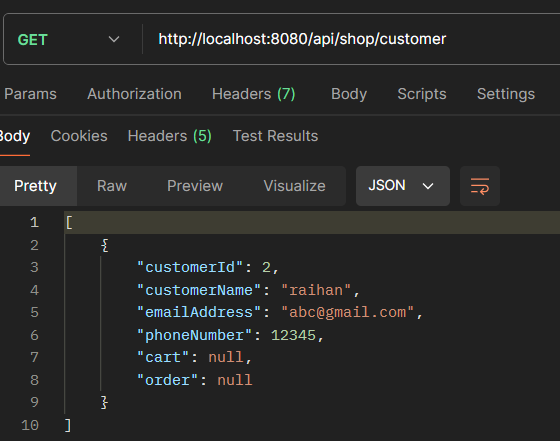 GET http://localhost:8080/api/shop/customer
Params Authorization Headers (7) Body Scripts Settings
Body Cookies Headers (5) Test Results
Pretty Raw Preview Visualize JSON
1 [
2 {
3 "customerId": 2,
4 "customerName": "raihan",
5 "emailAddress": "abc@gmail.com",
6 "phoneNumber": 12345,
7 "cart": null,
8 "order": null
9 }
10 ]